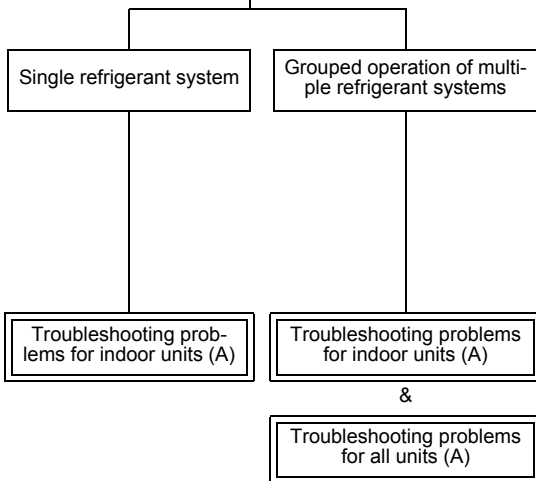 Single refrigerant system
Grouped operation of multi-
ple refrigerant systems
Troubleshooting prob-
lems for indoor units (A)
Troubleshooting problems
for indoor units (A)
&
Troubleshooting problems
for all units (A)